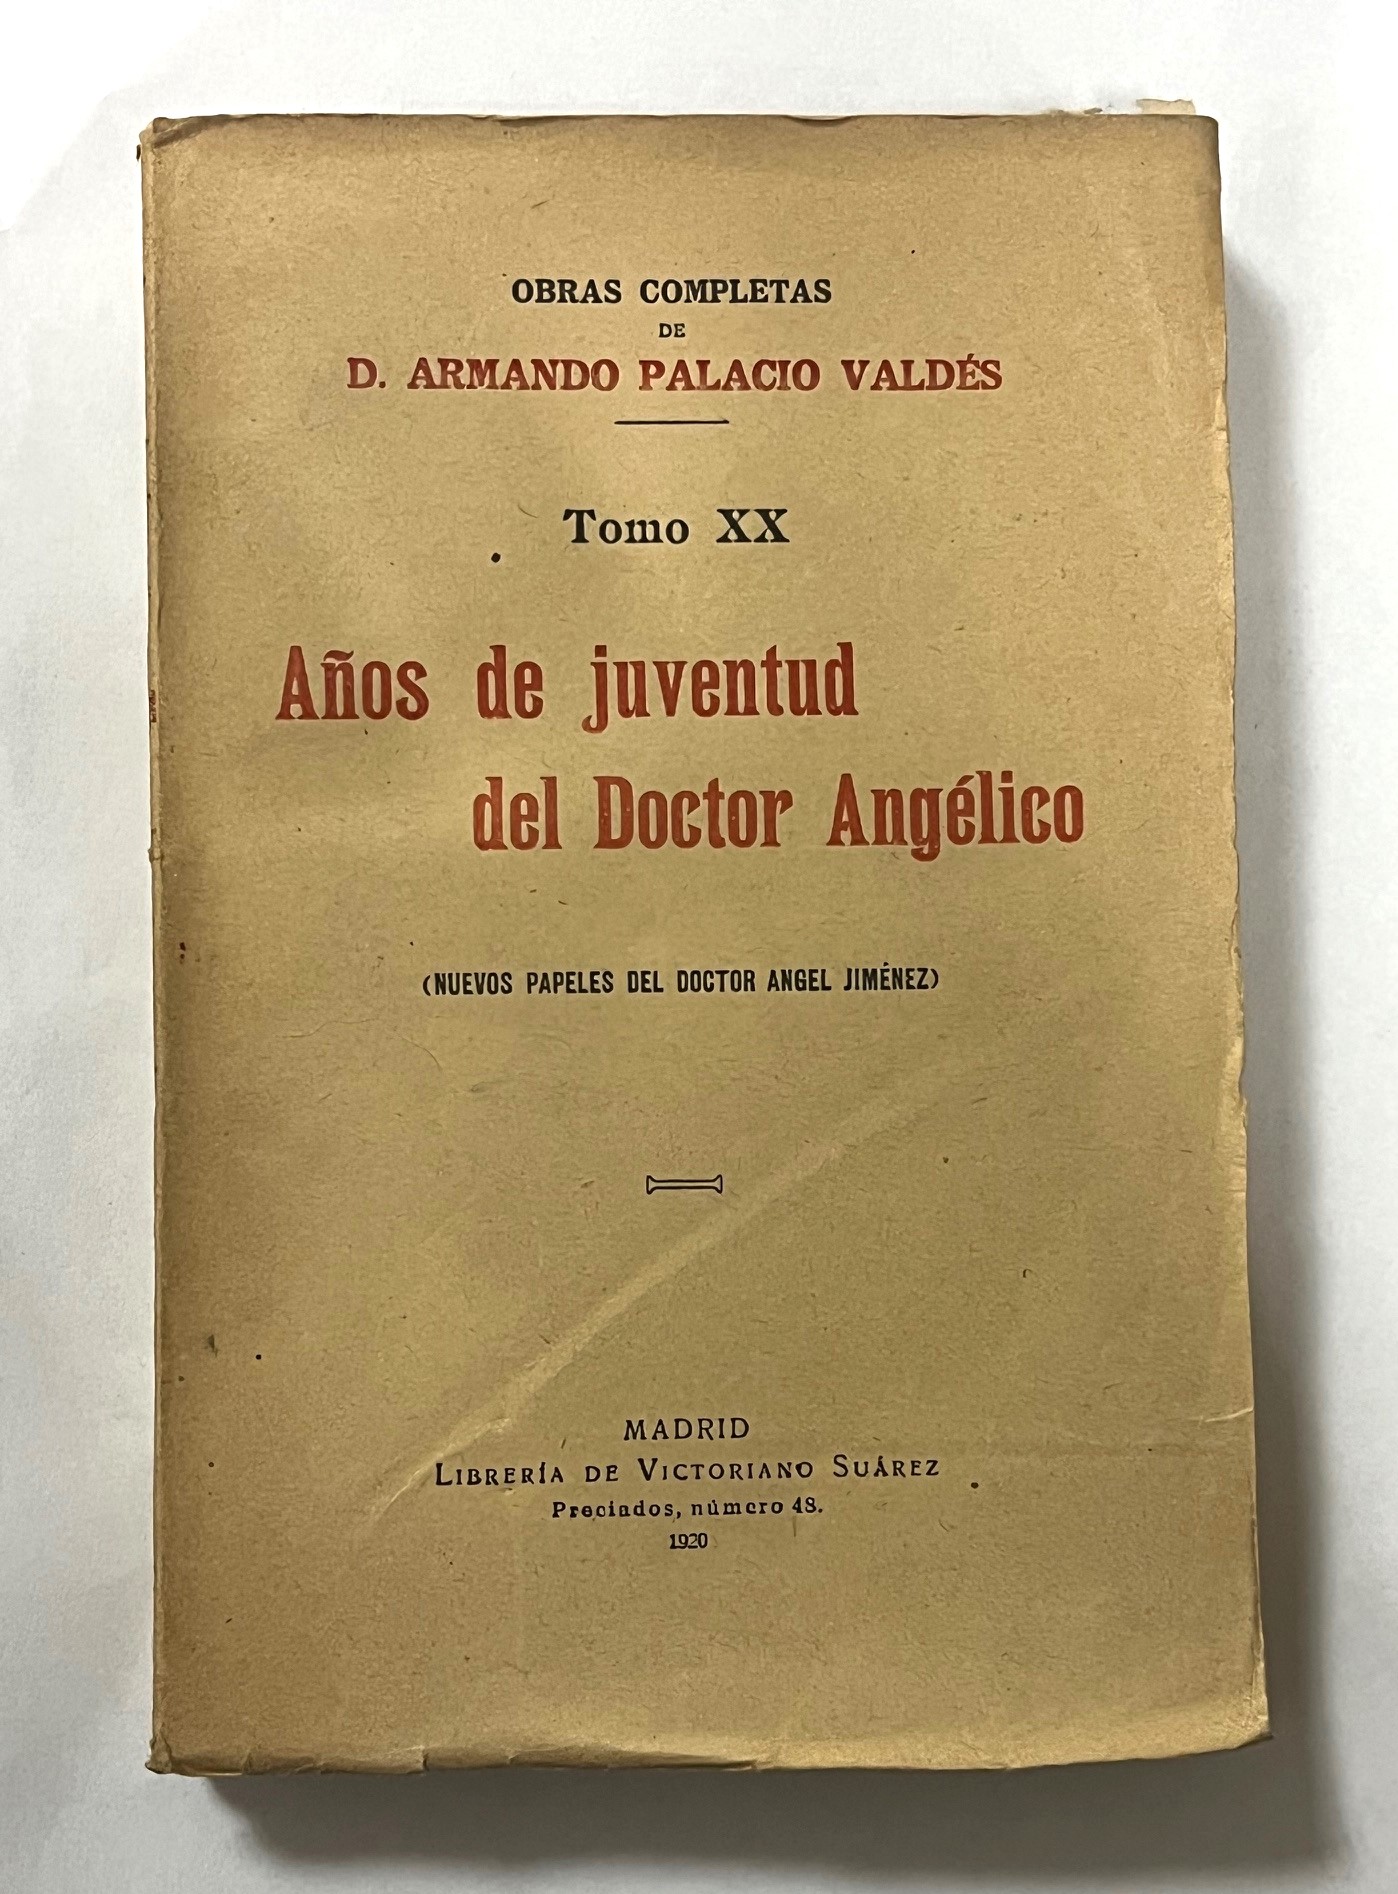 OBRAS COMPLETAS
DE
D. ARMANDO PALACIO VALDÉS
Tomo XX
Años de juventud
del Doctor Angélico
(NUEVOS PAPELES DEL DOCTOR ANGEL JIMÉNEZ)
MADRID
LIBRERÍA DE VICTORIANO SUÁREZ
Preciados, número 48.
1920